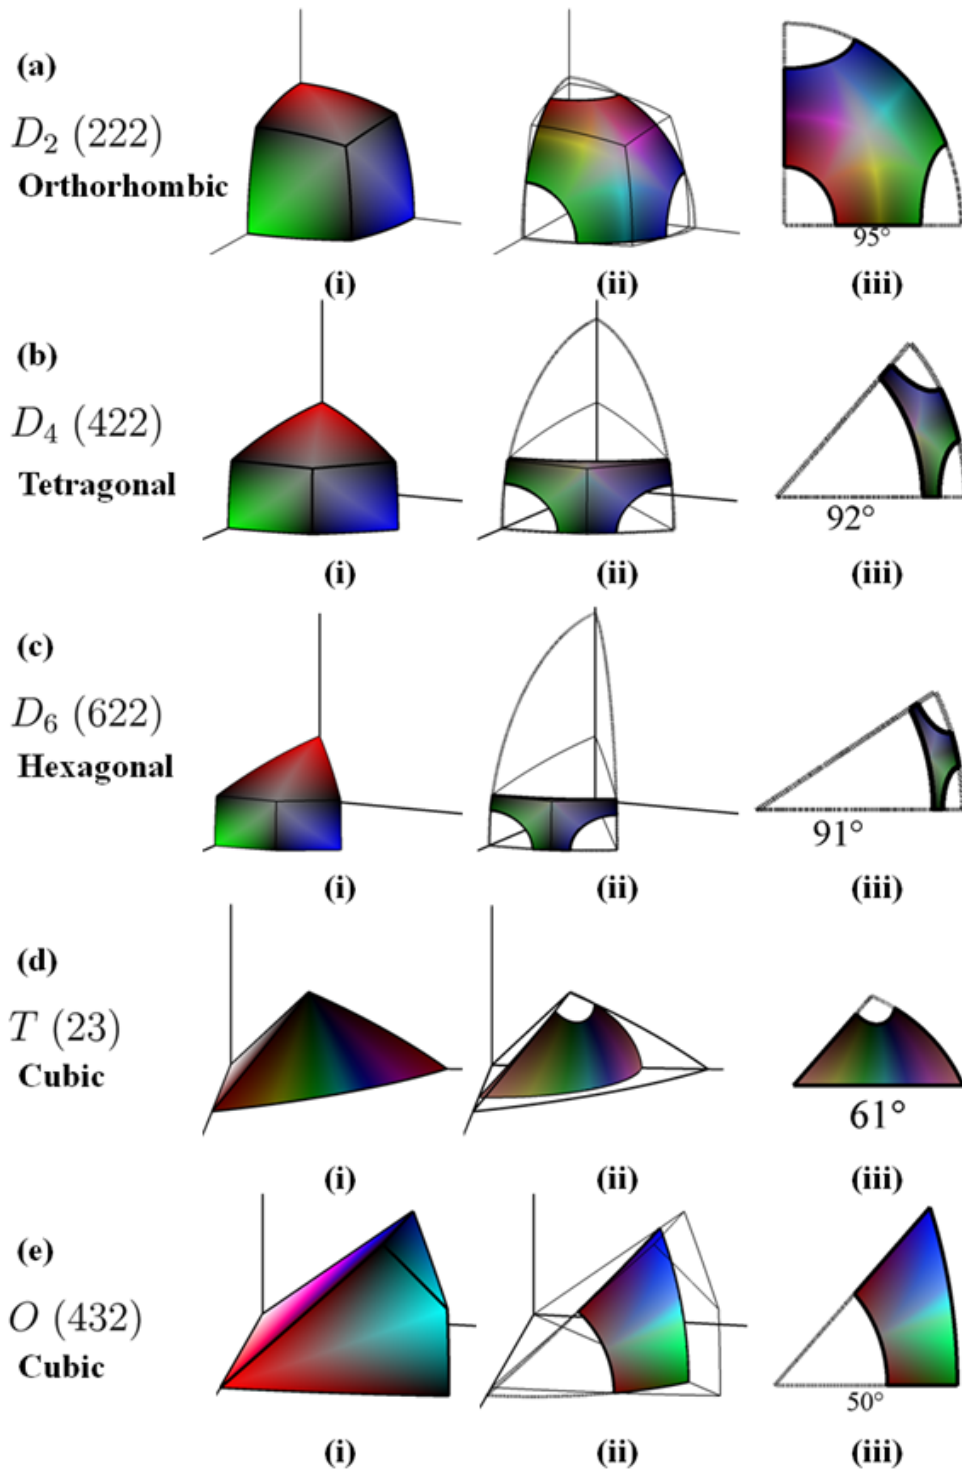 (a)
D₂ (222)
Orthorhombic
95°
(i) (ii) (iii)
(b)
D₄ (422)
Tetragonal
92°
(i) (ii) (iii)
(c)
D₆ (622)
Hexagonal
91°
(i) (ii) (iii)
(d)
T (23)
Cubic
61°
(i) (ii) (iii)
(e)
O (432)
Cubic
50°
(i) (ii) (iii)